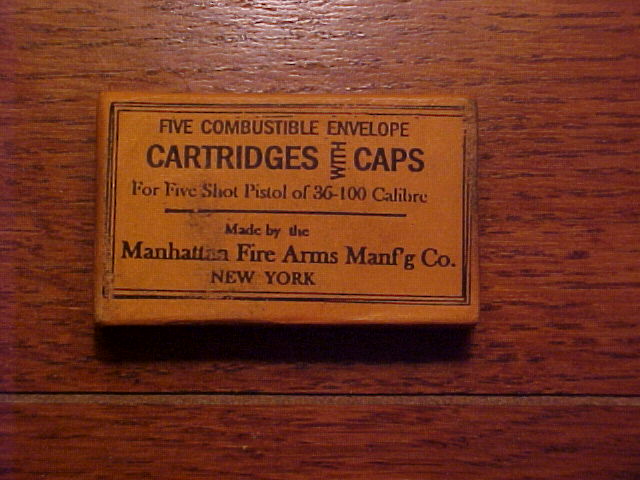 FIVE COMBUSTIBLE ENVELOPE
CARTRIDGES WITH CAPS
For Five Shot Pistol of 36-100 Calibre
Made by the
Manhattan Fire Arms Manf'g Co.
NEW YORK